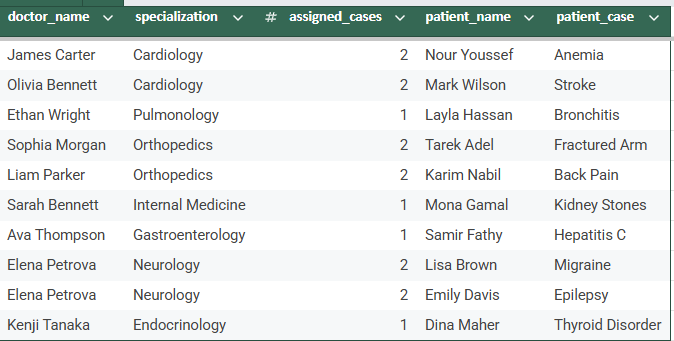 doctor_name specialization # assigned_cases patient_name patient_case
James Carter Cardiology 2 Nour Youssef Anemia
Olivia Bennett Cardiology 2 Mark Wilson Stroke
Ethan Wright Pulmonology 1 Layla Hassan Bronchitis
Sophia Morgan Orthopedics 2 Tarek Adel Fractured Arm
Liam Parker Orthopedics 2 Karim Nabil Back Pain
Sarah Bennett Internal Medicine 1 Mona Gamal Kidney Stones
Ava Thompson Gastroenterology 1 Samir Fathy Hepatitis C
Elena Petrova Neurology 2 Lisa Brown Migraine
Elena Petrova Neurology 2 Emily Davis Epilepsy
Kenji Tanaka Endocrinology 1 Dina Maher Thyroid Disorder